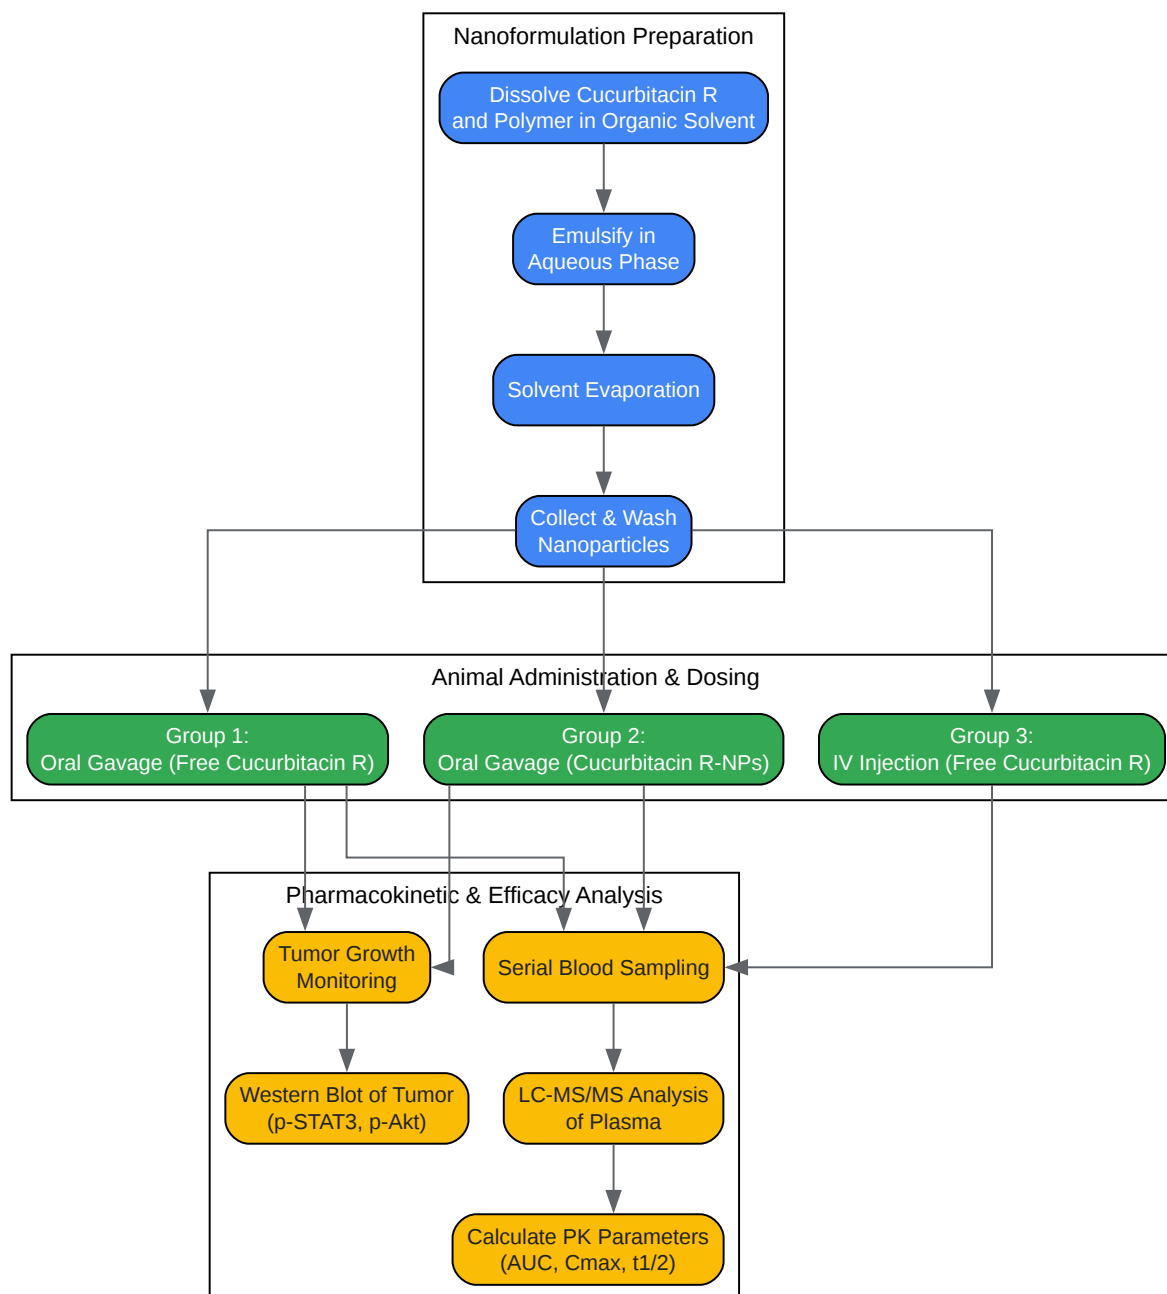 Nanoformulation Preparation
Dissolve Cucurbitacin R
and Polymer in Organic Solvent
Emulsify in
Aqueous Phase
Solvent Evaporation
Collect & Wash
Nanoparticles
Animal Administration & Dosing
Group 1:
Oral Gavage (Free Cucurbitacin R)
Group 2:
Oral Gavage (Cucurbitacin R-NPs)
Group 3:
IV Injection (Free Cucurbitacin R)
Pharmacokinetic & Efficacy Analysis
Tumor Growth
Monitoring
Serial Blood Sampling
Western Blot of Tumor
(p-STAT3, p-Akt)
LC-MS/MS Analysis
of Plasma
Calculate PK Parameters
(AUC, Cmax, t1/2)